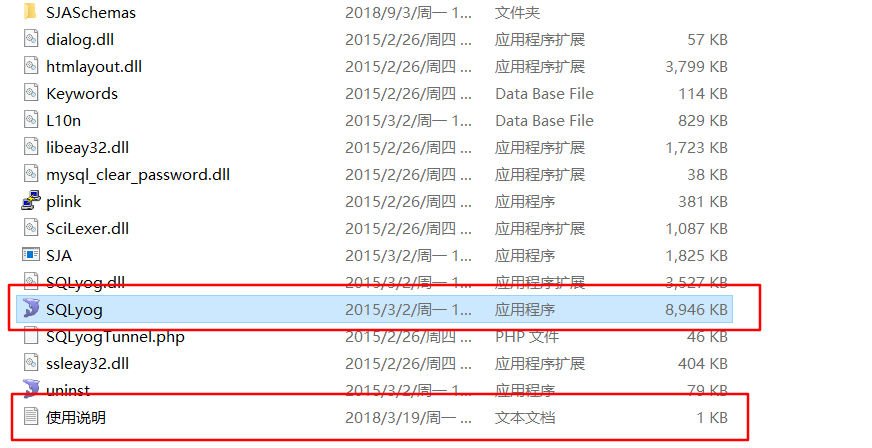 SJASchemas 2018/9/3/周一 1... 文件夹
dialog.dll 2015/2/26/周四 ... 应用程序扩展 57 KB
htmlayout.dll 2015/2/26/周四 ... 应用程序扩展 3,799 KB
Keywords 2015/2/26/周四 ... Data Base File 114 KB
L10n 2015/3/2/周一 1... Data Base File 829 KB
libeay32.dll 2015/2/26/周四 ... 应用程序扩展 1,723 KB
mysql_clear_password.dll 2015/2/26/周四 ... 应用程序扩展 38 KB
plink 2015/2/26/周四 ... 应用程序 381 KB
SciLexer.dll 2015/2/26/周四 ... 应用程序扩展 1,087 KB
SJA 2015/3/2/周一 1... 应用程序 1,825 KB
SQLyog.dll 2015/3/2/周一 1... 应用程序扩展 3,527 KB
SQLyog 2015/3/2/周一 1... 应用程序 8,946 KB
SQLyogTunnel.php 2015/2/26/周四 ... PHP 文件 46 KB
ssleay32.dll 2015/2/26/周四 ... 应用程序扩展 404 KB
uninst 2015/3/2/周一 1... 应用程序 79 KB
使用说明 2018/3/19/周一 ... 文本文档 1 KB